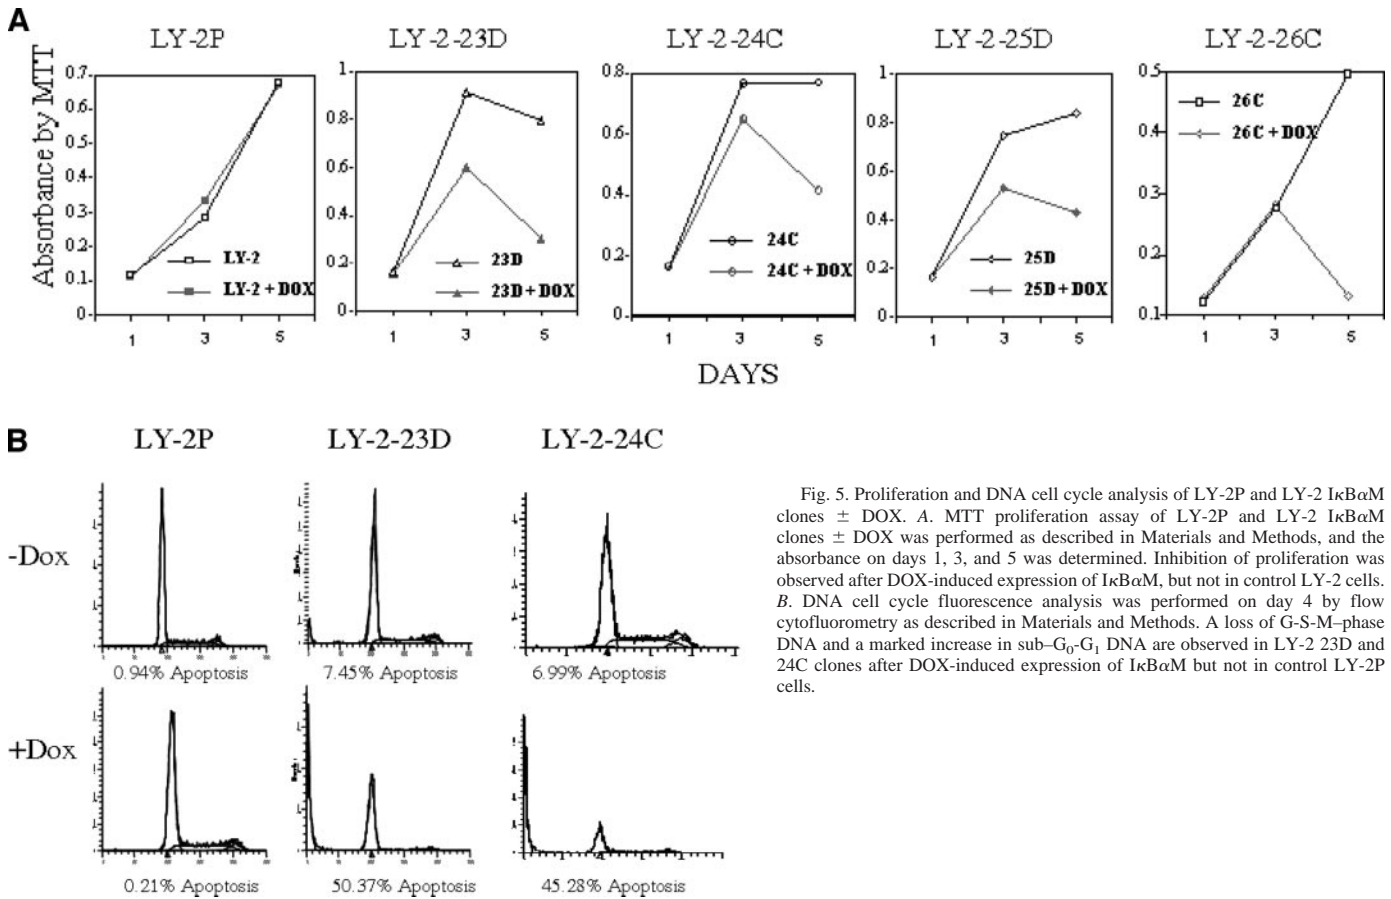 A
LY-2P
LY-2-23D
LY-2-24C
LY-2-25D
LY-2-26C
Absorbance by MTT
0.7
0.6
0.5
0.4
0.3
0.2
0.1
0
LY-2
LY-2 + DOX
1 3 5
1
0.8
0.6
0.4
0.2
0
23D
23D + DOX
1 3 5
0.8
0.6
0.4
0.2
0
24C
24C + DOX
1 3 5
1
0.8
0.6
0.4
0.2
0
25D
25D + DOX
1 3 5
0.5
0.4
0.3
0.2
0.1
26C
26C + DOX
1 3 5
DAYS
B
LY-2P
LY-2-23D
LY-2-24C
-Dox
0.94% Apoptosis
7.45% Apoptosis
6.99% Apoptosis
+Dox
0.21% Apoptosis
50.37% Apoptosis
45.28% Apoptosis
Fig. 5. Proliferation and DNA cell cycle analysis of LY-2P and LY-2 IκBαM
clones ± DOX. A. MTT proliferation assay of LY-2P and LY-2 IκBαM
clones ± DOX was performed as described in Materials and Methods, and the
absorbance on days 1, 3, and 5 was determined. Inhibition of proliferation was
observed after DOX-induced expression of IκBαM, but not in control LY-2 cells.
B. DNA cell cycle fluorescence analysis was performed on day 4 by flow
cytofluorometry as described in Materials and Methods. A loss of G-S-M–phase
DNA and a marked increase in sub–G₀-G₁ DNA are observed in LY-2 23D and
24C clones after DOX-induced expression of IκBαM but not in control LY-2P
cells.